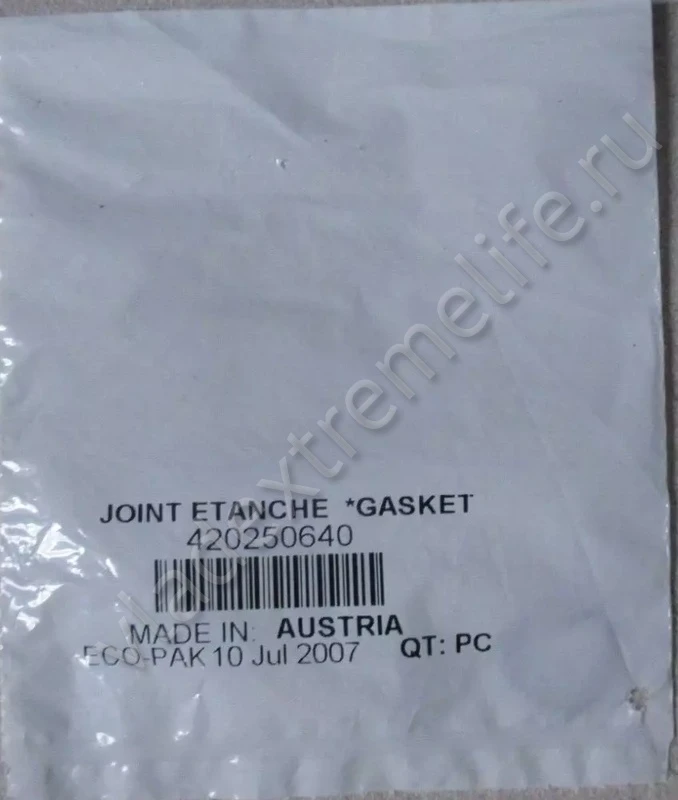 JOINT ETANCHE *GASKET
420250640
MADE IN: AUSTRIA
ECO-PAK 10 Jul 2007 QT: PC